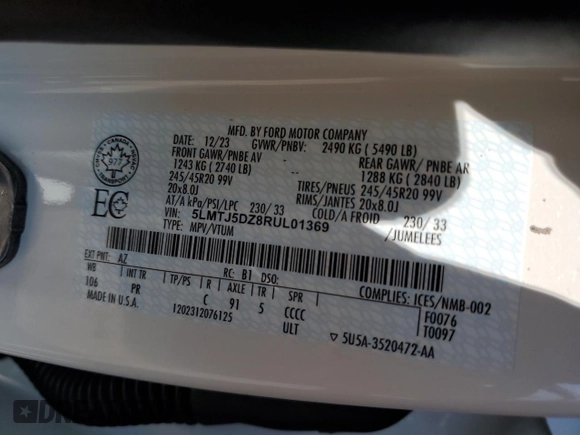 MFD. BY FORD MOTOR COMPANY
DATE: 12/23 GVWR/PNBV: 2490 KG ( 5490 LB)
FRONT GAWR/PNBE AV REAR GAWR/ PNBE AR
1243 KG (2740 LB) 1288 KG ( 2840 LB)
245/45R20 99V TIRES/PNEUS 245/45R20 99V
20x8.0J RIMS/JANTES 20x8.0J
AT/A kPa/PSI/LPC 230/ 33 COLD/A FROID 230/ 33
VIN: 5LMTJ5DZ8RUL01369 /JUMELEES
TYPE: MPV/VTUM
CANADA
977
TRANSPORT
EC
EXT PNT: AZ RC: B1 DSO: COMPLIES: ICES/NMB-002
WB INT TR TP/PS R AXLE TR SPR F0076
106 PR C 91 5 CCCC T0097
MADE IN U.S.A. 1202312076125 ULT
▽ 5U5A-3520472-AA